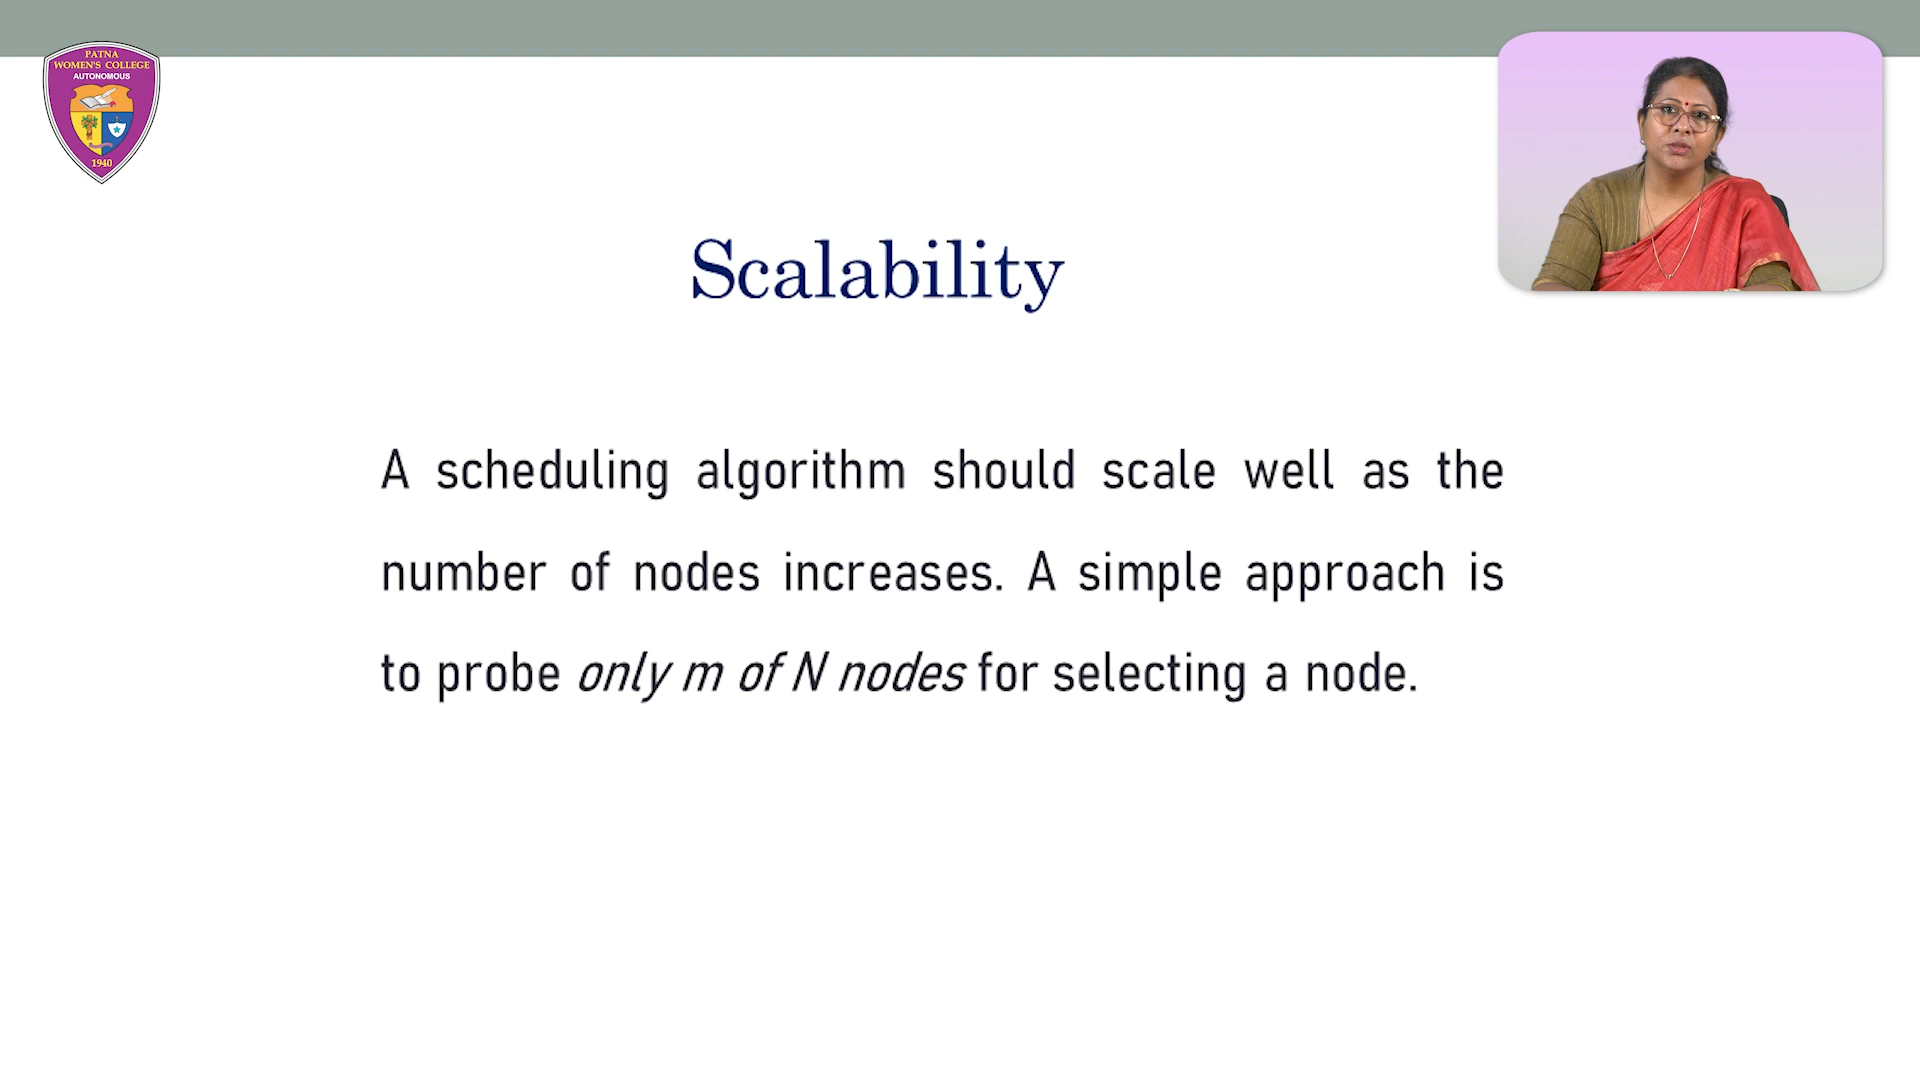 PATNA
WOMEN'S COLLEGE
AUTONOMOUS
1940
Scalability
A scheduling algorithm should scale well as the
number of nodes increases. A simple approach is
to probe only m of N nodes for selecting a node.